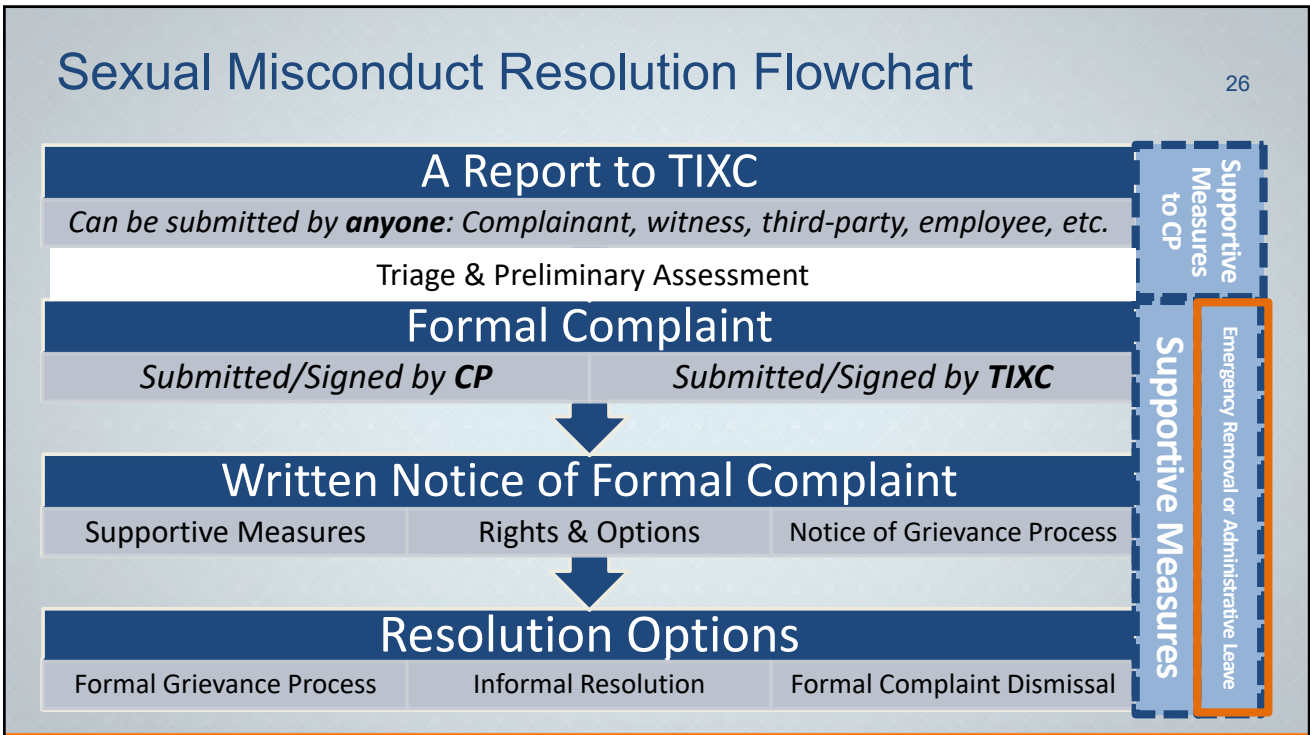 Sexual Misconduct Resolution Flowchart
26
A Report to TIXC
Can be submitted by anyone: Complainant, witness, third-party, employee, etc.
Triage & Preliminary Assessment
Formal Complaint
Submitted/Signed by CP
Submitted/Signed by TIXC
Written Notice of Formal Complaint
Supportive Measures
Rights & Options
Notice of Grievance Process
Resolution Options
Formal Grievance Process
Informal Resolution
Formal Complaint Dismissal
Supportive
Measures
to CP
Supportive Measures
Emergency Removal or Administrative Leave